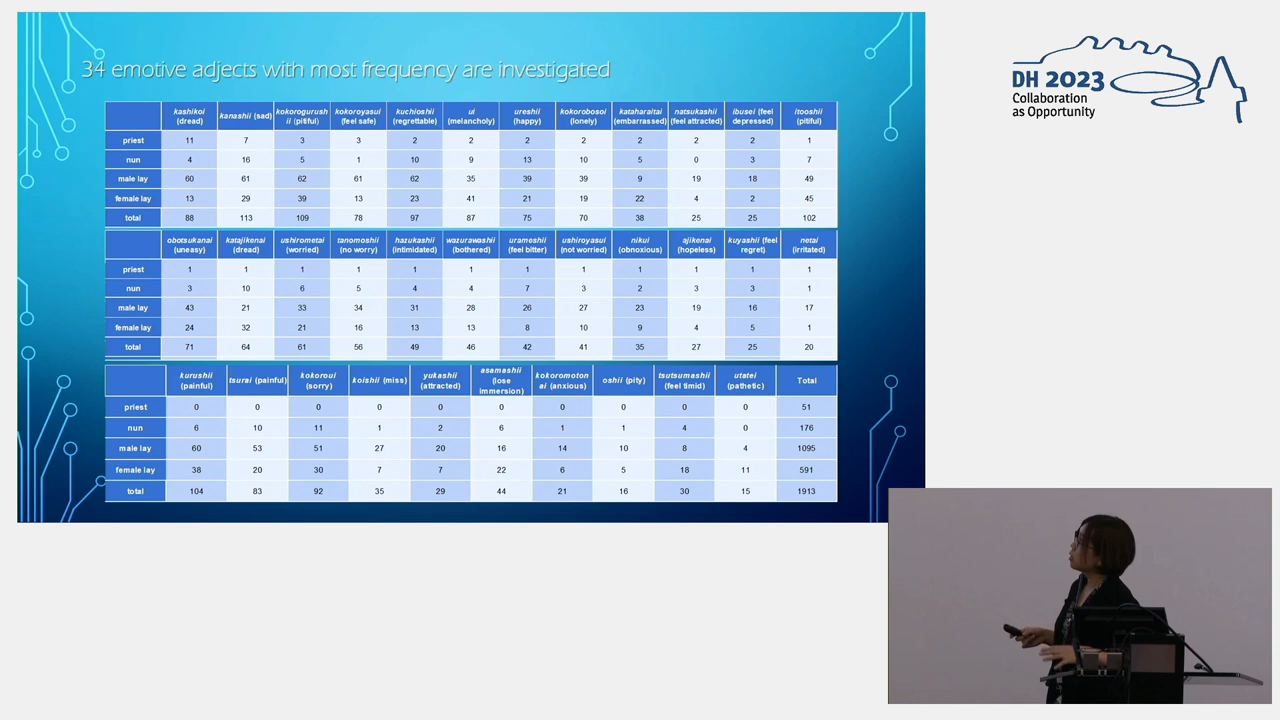 34 emotive adjects with most frequency are investigated
kashikoi (dread) kanashii (sad) kokorogurush ii (pitiful) kokoroyasui (feel safe) kuchioshii (regrettable) ui (melancholy) ureshii (happy) kokorobosoi (lonely) kataharaitai (embarrassed) natsukashii (feel attracted) ibusei (feel depressed) itooshii (pitiful)
priest 11 7 3 3 2 2 2 2 2 2 2 1
nun 4 16 5 1 10 9 13 10 5 0 3 7
male lay 60 61 62 61 62 35 39 39 9 19 18 49
female lay 13 29 39 13 23 41 21 19 22 4 2 45
total 88 113 109 78 97 87 75 70 38 25 25 102
obotsukanai (uneasy) katajikenai (dread) ushirometai (worried) tanomoshii (no worry) hazukashii (intimidated) wazurawashii (bothered) urameshii (feel bitter) ushiroyasui (not worried) nikui (obnoxious) ajikenai (hopeless) kuyashii (feel regret) netai (irritated)
priest 1 1 1 1 1 1 1 1 1 1 1 1
nun 3 10 6 5 4 4 7 3 2 3 3 1
male lay 43 21 33 34 31 28 26 27 23 19 16 17
female lay 24 32 21 16 13 13 8 10 9 4 5 1
total 71 64 61 56 49 46 42 41 35 27 25 20
kurushii (painful) tsurai (painful) kokoroui (sorry) koishii (miss) yukashii (attracted) asamashii (lose immersion) kokoromoton ai (anxious) oshii (pity) tsutsumashii (feel timid) utatei (pathetic) Total
priest 0 0 0 0 0 0 0 0 0 0 51
nun 6 10 11 1 2 6 1 1 4 0 176
male lay 60 53 51 27 20 16 14 10 8 4 1095
female lay 38 20 30 7 7 22 6 5 18 11 591
total 104 83 92 35 29 44 21 16 30 15 1913
DH 2023
Collaboration
as Opportunity